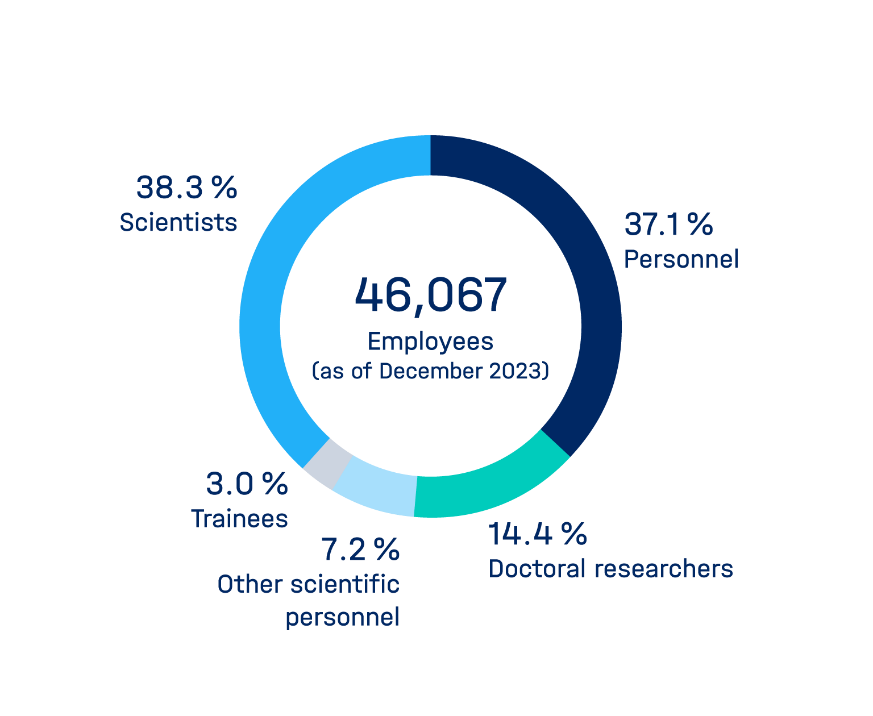 38.3 %
Scientists
37.1 %
Personnel
46,067
Employees
(as of December 2023)
3.0 %
Trainees
7.2 %
Other scientific
personnel
14.4 %
Doctoral researchers